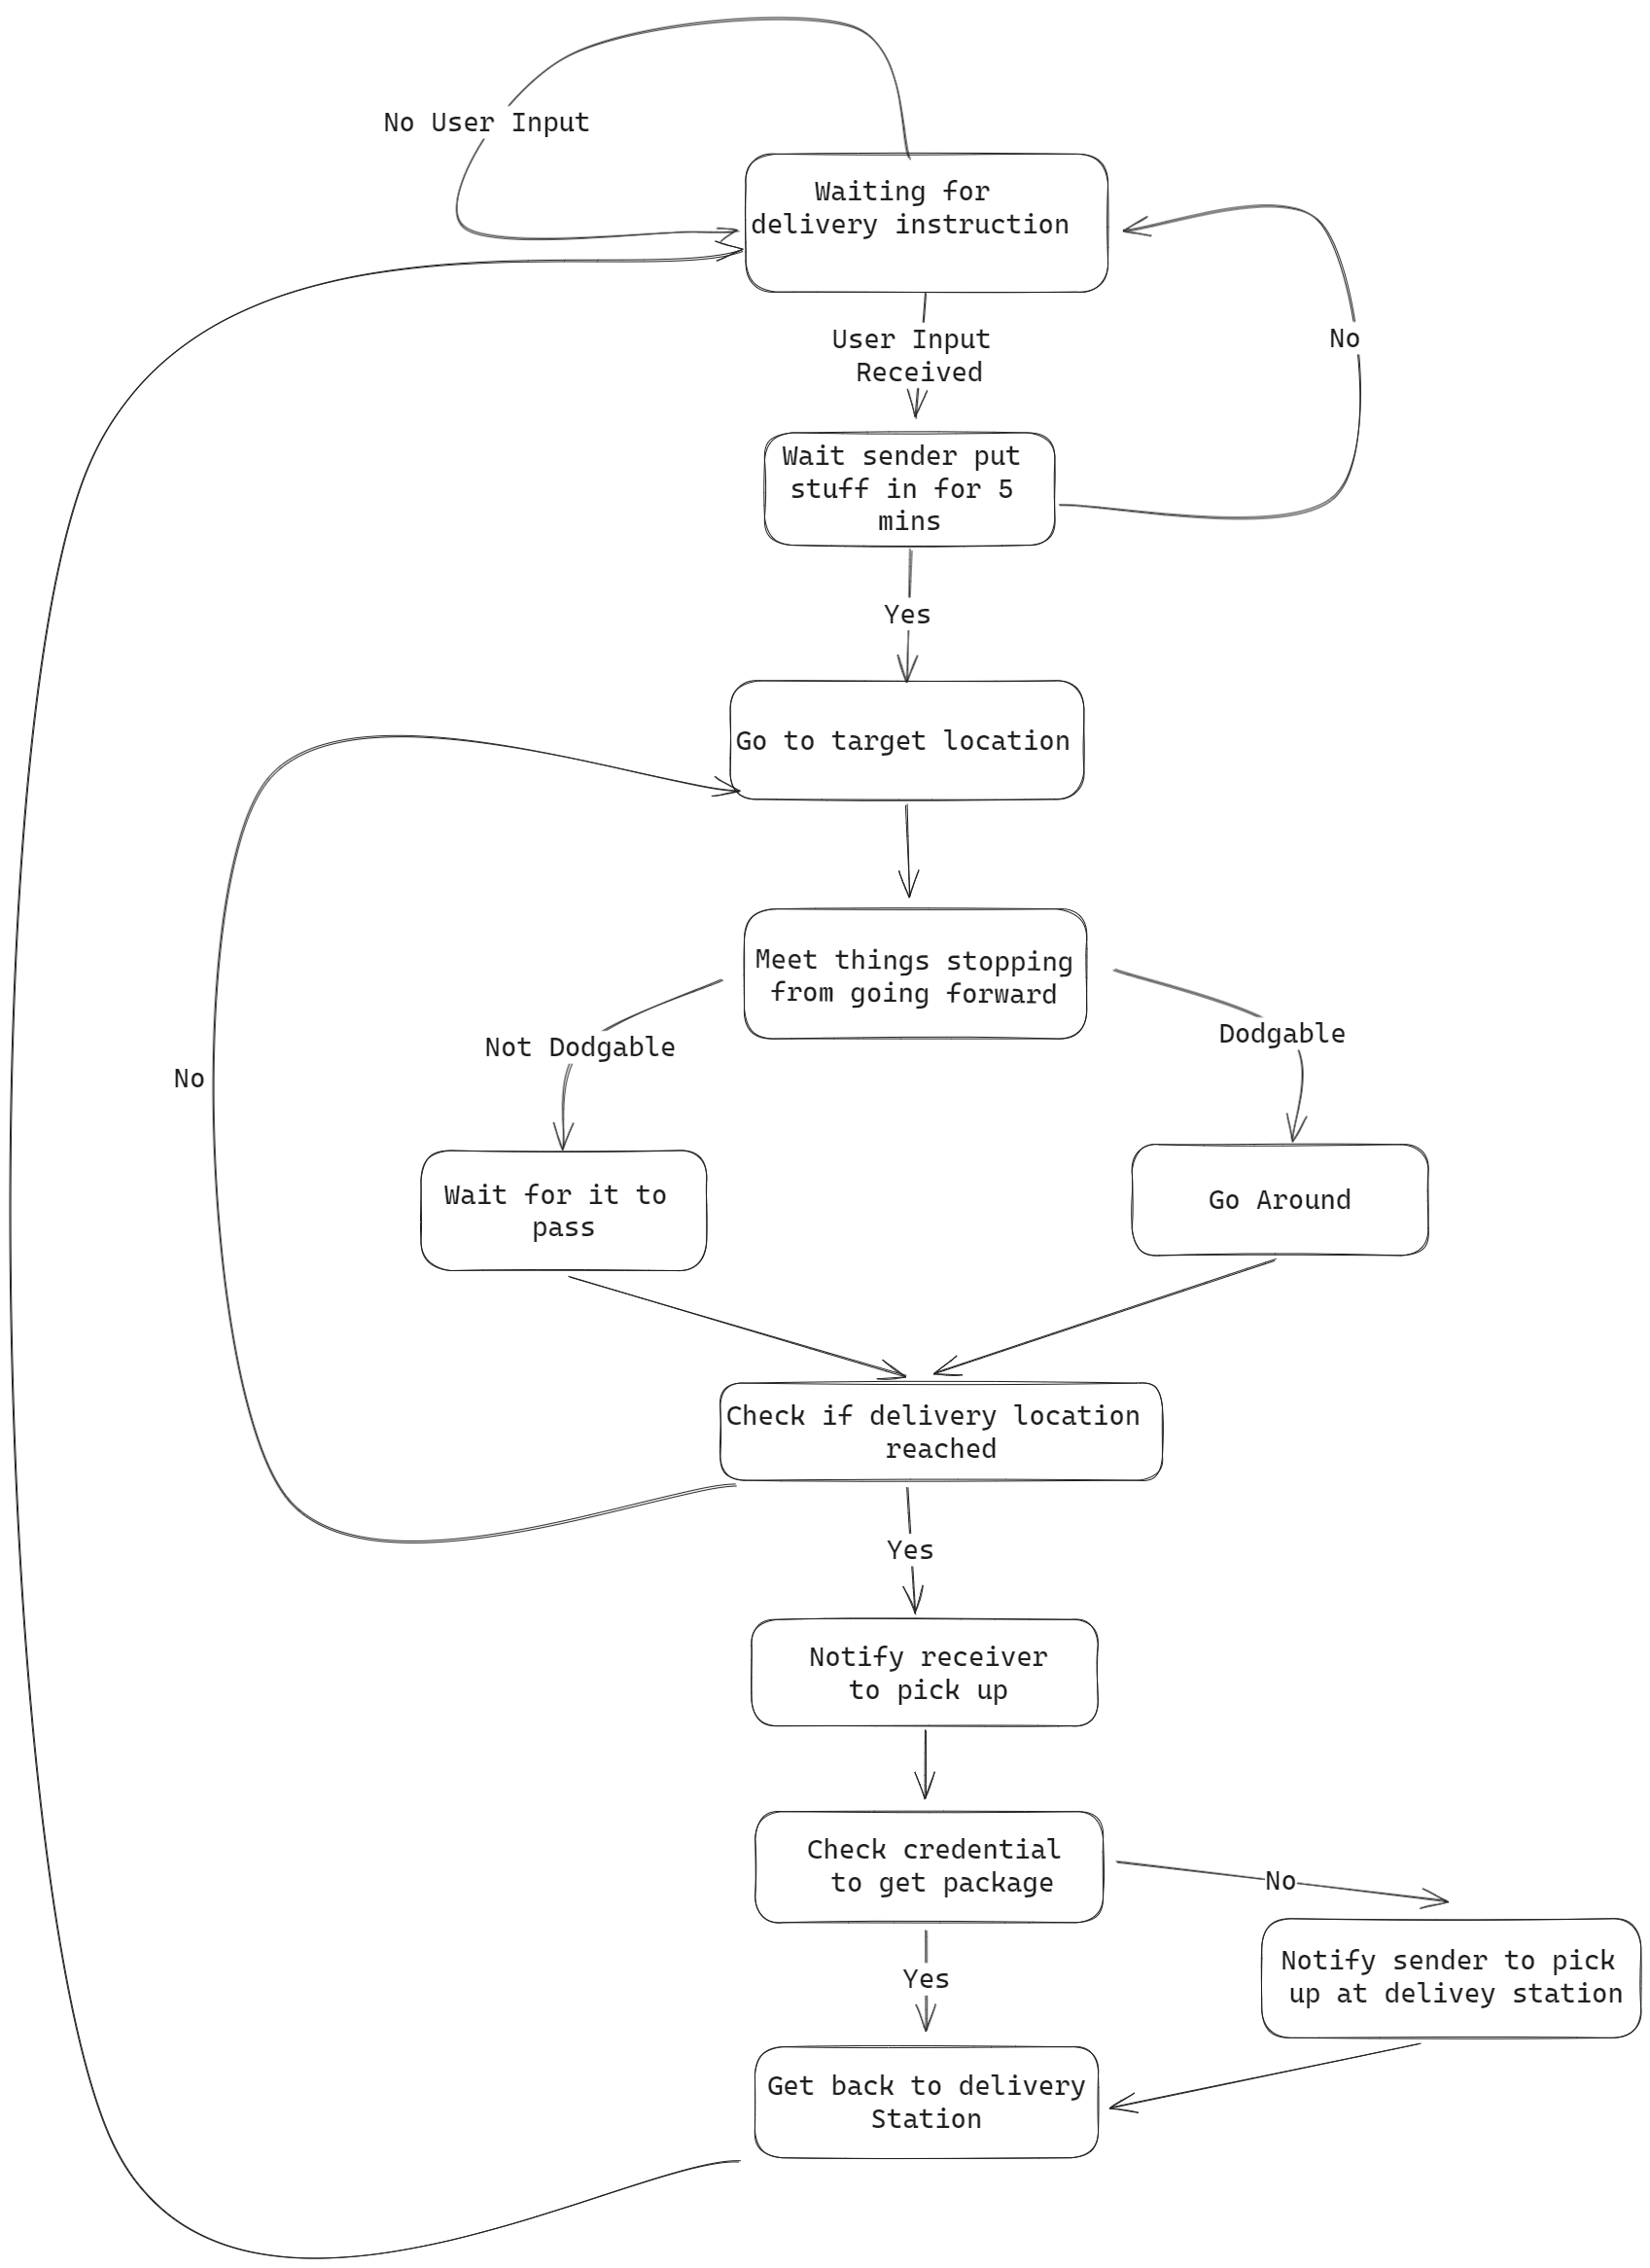 No User Input
Waiting for
delivery instruction
User Input
Received
No
Wait sender put
stuff in for 5
mins
Yes
Go to target location
Meet things stopping
from going forward
Not Dodgable
Dodgable
No
Wait for it to
pass
Go Around
Check if delivery location
reached
Yes
Notify receiver
to pick up
Check credential
to get package
No
Yes
Notify sender to pick
up at delivey station
Get back to delivery
Station